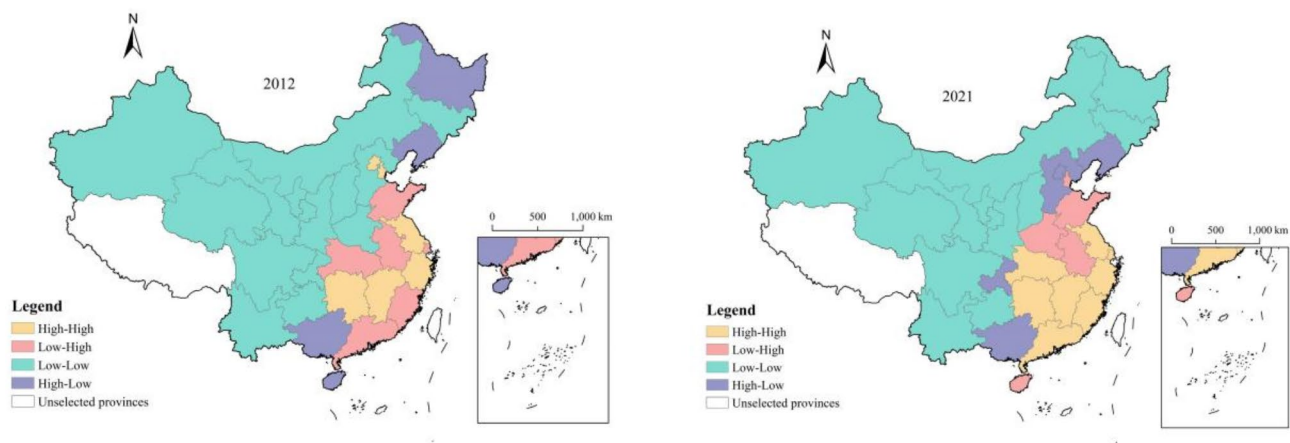 N
2012
0 500 1,000 km
Legend
High-High
Low-High
Low-Low
High-Low
Unselected provinces
N
2021
0 500 1,000 km
Legend
High-High
Low-High
Low-Low
High-Low
Unselected provinces